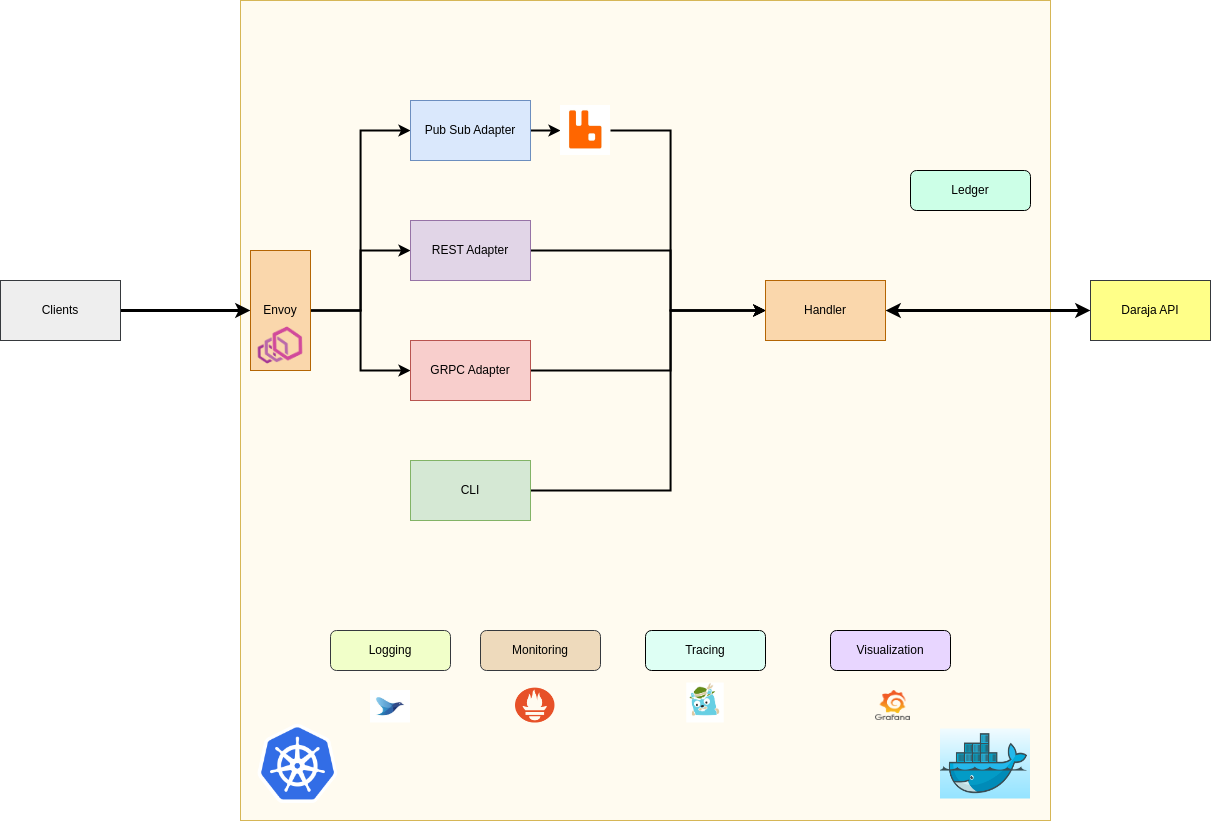 Pub Sub Adapter
Ledger
REST Adapter
Clients
Envoy
Handler
Daraja API
GRPC Adapter
CLI
Logging
Monitoring
Tracing
Visualization
Grafana